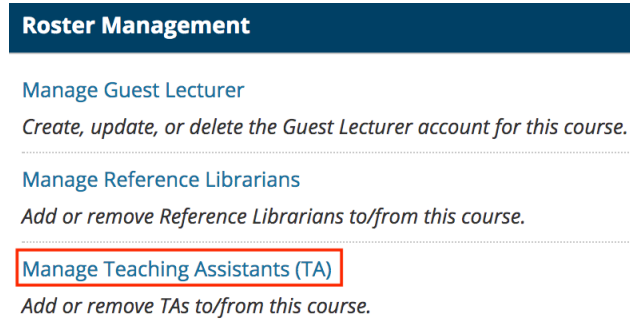 Roster Management
Manage Guest Lecturer
Create, update, or delete the Guest Lecturer account for this course.
Manage Reference Librarians
Add or remove Reference Librarians to/from this course.
Manage Teaching Assistants (TA)
Add or remove TAs to/from this course.